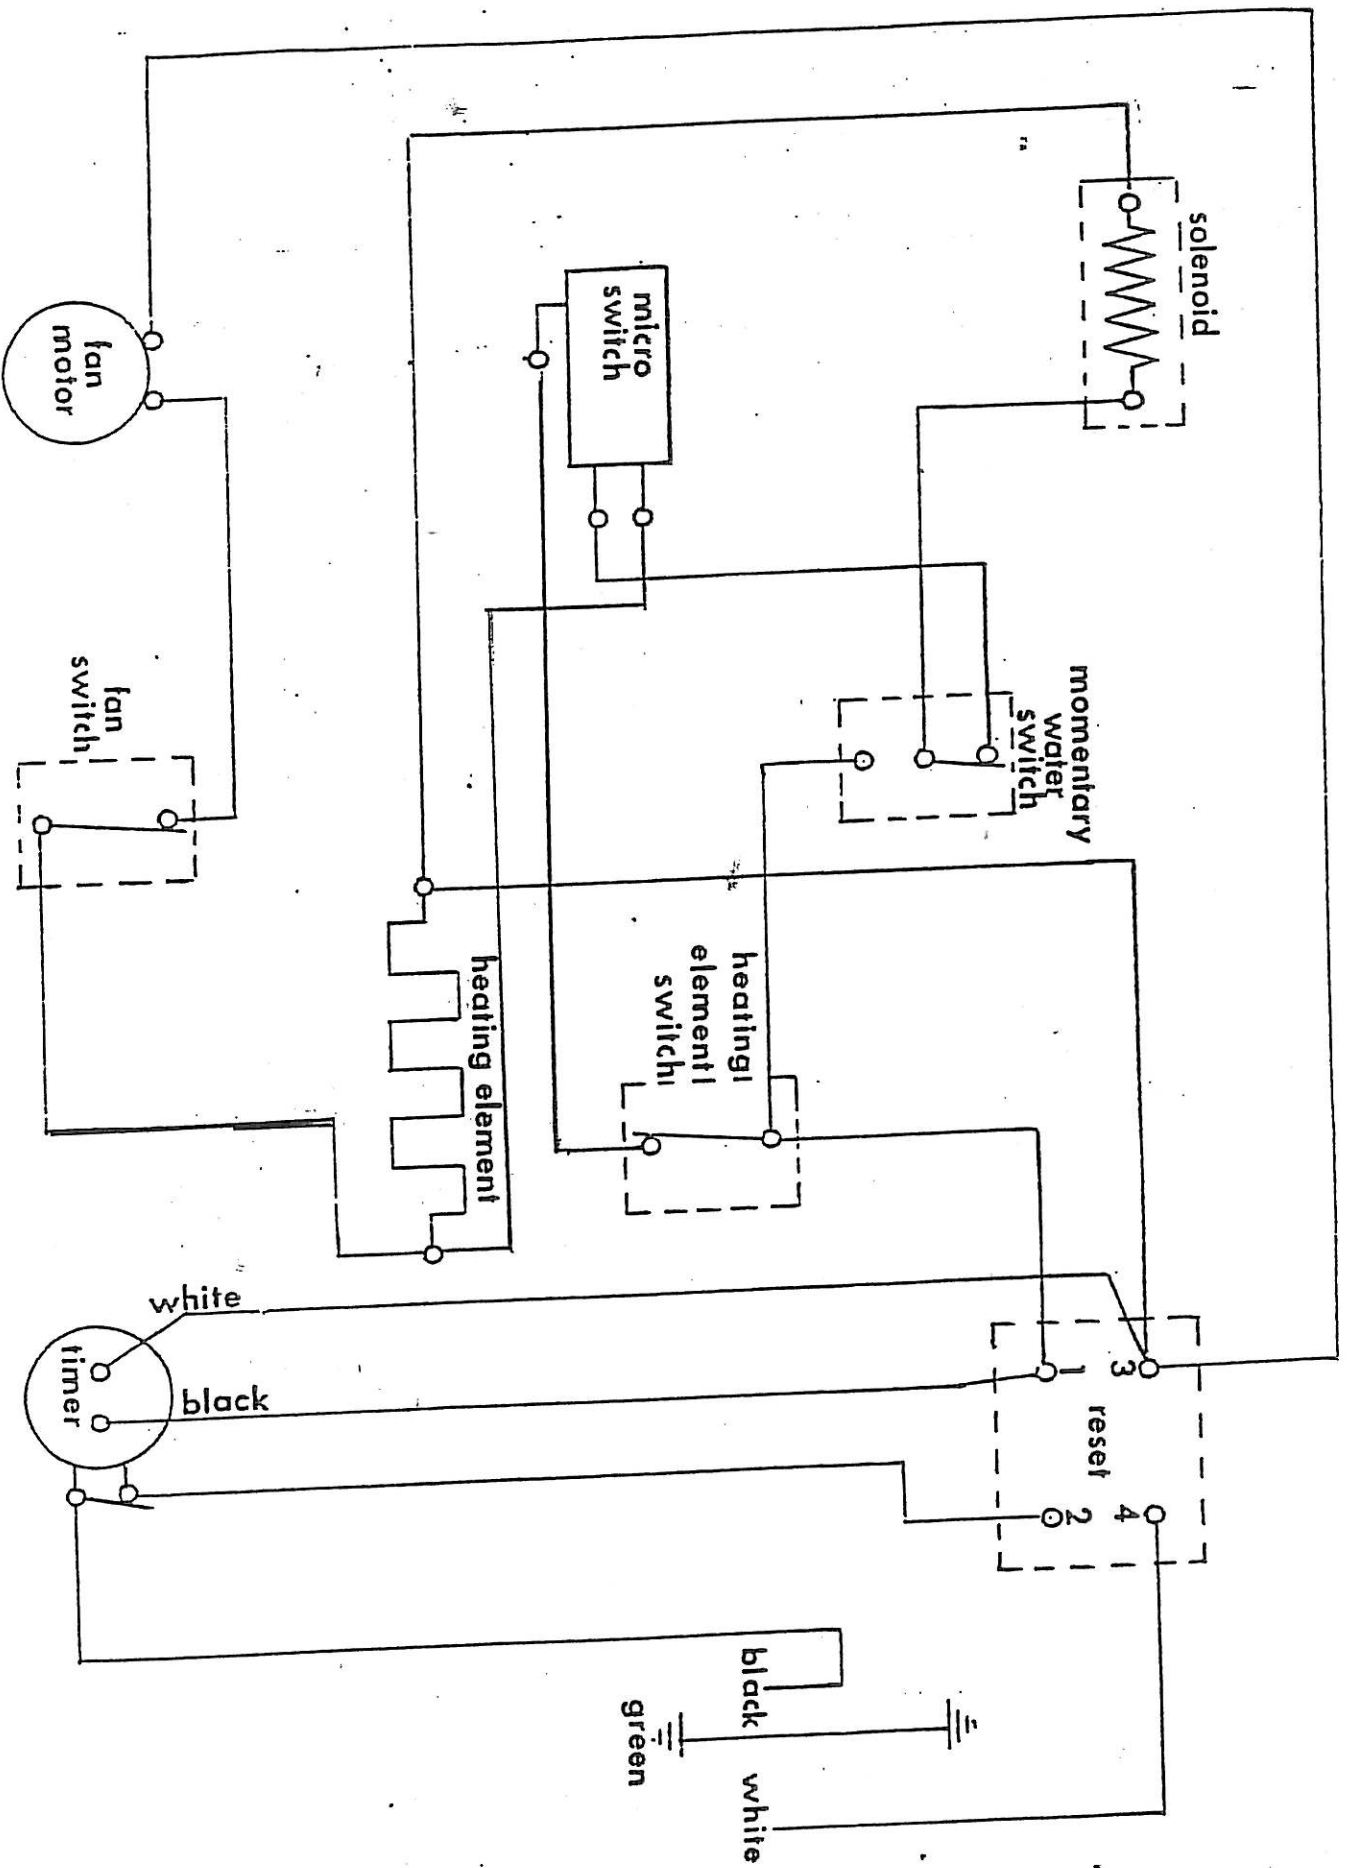 solenoid
momentary
water
switch
micro
switch
fan
motor
fan
switch
heating
element
switch
heating element
reset
1
3
2
4
white
black
timer
black
green
white